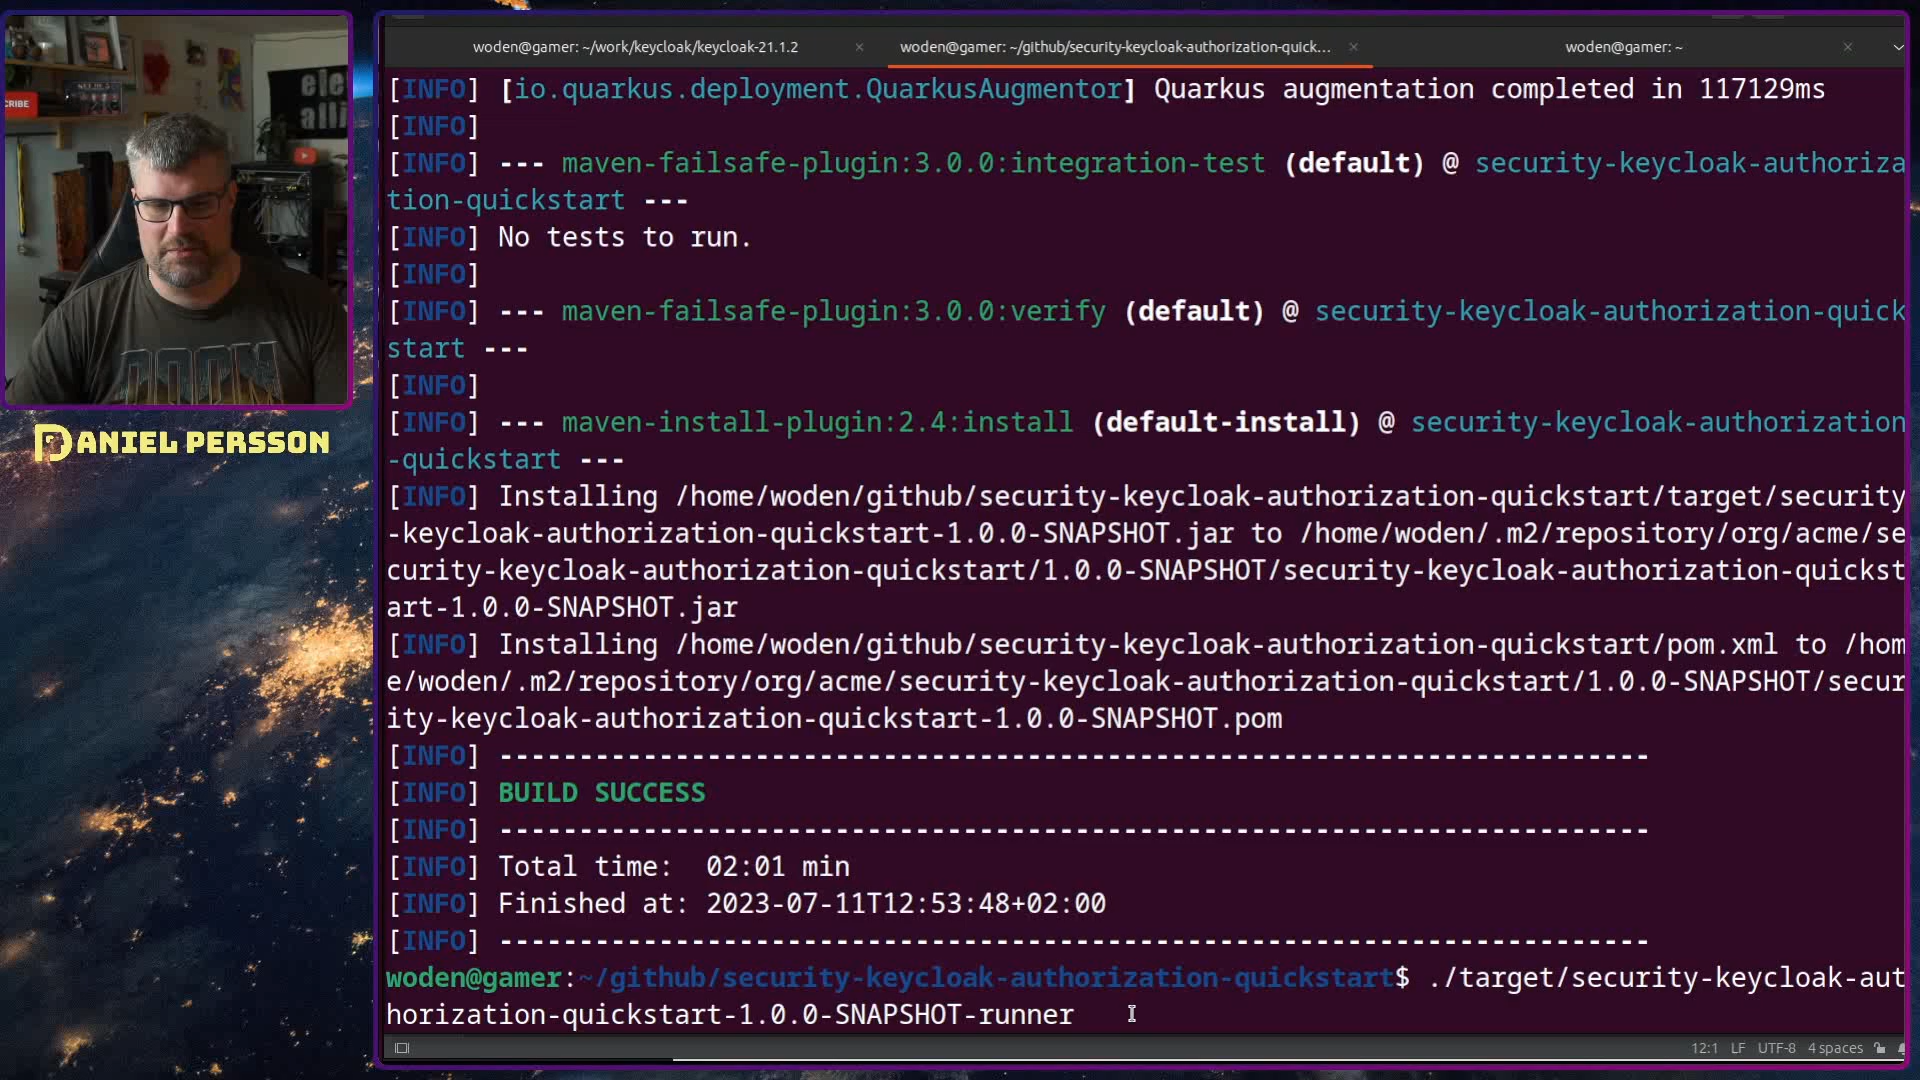 woden@gamer: ~/work/keycloak/keycloak-21.1.2 × woden@gamer: ~/github/security-keycloak-authorization-quick... × woden@gamer: ~ ×
[INFO] [io.quarkus.deployment.QuarkusAugmentor] Quarkus augmentation completed in 117129ms
[INFO]
[INFO] --- maven-failsafe-plugin:3.0.0:integration-test (default) @ security-keycloak-authoriza
tion-quickstart ---
[INFO] No tests to run.
[INFO]
[INFO] --- maven-failsafe-plugin:3.0.0:verify (default) @ security-keycloak-authorization-quick
start ---
[INFO]
[INFO] --- maven-install-plugin:2.4:install (default-install) @ security-keycloak-authorization
-quickstart ---
[INFO] Installing /home/woden/github/security-keycloak-authorization-quickstart/target/security
-keycloak-authorization-quickstart-1.0.0-SNAPSHOT.jar to /home/woden/.m2/repository/org/acme/se
curity-keycloak-authorization-quickstart/1.0.0-SNAPSHOT/security-keycloak-authorization-quickst
art-1.0.0-SNAPSHOT.jar
[INFO] Installing /home/woden/github/security-keycloak-authorization-quickstart/pom.xml to /hom
e/woden/.m2/repository/org/acme/security-keycloak-authorization-quickstart/1.0.0-SNAPSHOT/secur
ity-keycloak-authorization-quickstart-1.0.0-SNAPSHOT.pom
[INFO] ------------------------------------------------------------------------
[INFO] BUILD SUCCESS
[INFO] ------------------------------------------------------------------------
[INFO] Total time:  02:01 min
[INFO] Finished at: 2023-07-11T12:53:48+02:00
[INFO] ------------------------------------------------------------------------
woden@gamer:~/github/security-keycloak-authorization-quickstart$ ./target/security-keycloak-aut
horization-quickstart-1.0.0-SNAPSHOT-runner
12:1 LF UTF-8 4 spaces
CRIBE
DOOM
DANIEL PERSSON